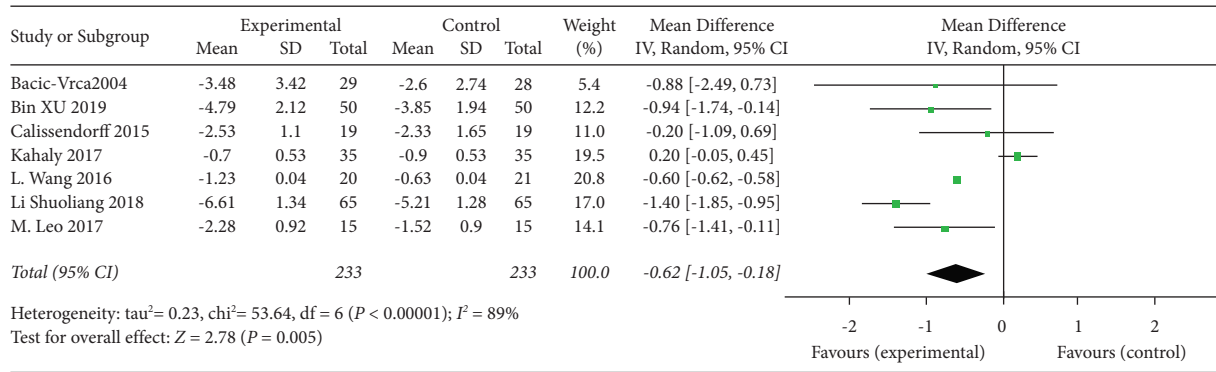 Study or Subgroup Experimental Control Weight (%) Mean Difference IV, Random, 95% CI Mean Difference IV, Random, 95% CI
Mean SD Total Mean SD Total
Bacic-Vrca2004 -3.48 3.42 29 -2.6 2.74 28 5.4 -0.88 [-2.49, 0.73]
Bin XU 2019 -4.79 2.12 50 -3.85 1.94 50 12.2 -0.94 [-1.74, -0.14]
Calissendorff 2015 -2.53 1.1 19 -2.33 1.65 19 11.0 -0.20 [-1.09, 0.69]
Kahaly 2017 -0.7 0.53 35 -0.9 0.53 35 19.5 0.20 [-0.05, 0.45]
L. Wang 2016 -1.23 0.04 20 -0.63 0.04 21 20.8 -0.60 [-0.62, -0.58]
Li Shuoliang 2018 -6.61 1.34 65 -5.21 1.28 65 17.0 -1.40 [-1.85, -0.95]
M. Leo 2017 -2.28 0.92 15 -1.52 0.9 15 14.1 -0.76 [-1.41, -0.11]
Total (95% CI) 233 233 100.0 -0.62 [-1.05, -0.18]
Heterogeneity: tau²= 0.23, chi²= 53.64, df = 6 (P < 0.00001); I² = 89%
Test for overall effect: Z = 2.78 (P = 0.005)
-2 -1 0 1 2
Favours (experimental) Favours (control)